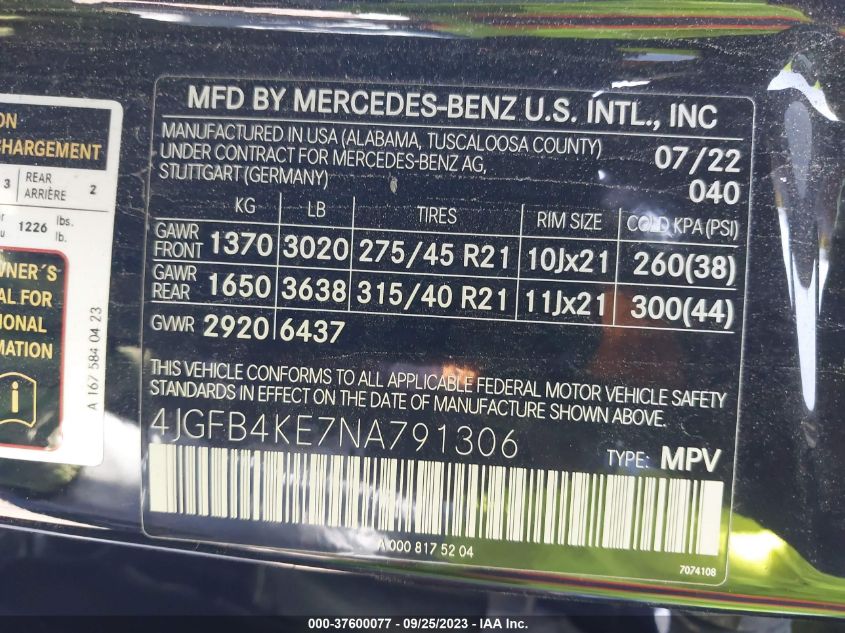 ON
CHARGEMENT
3 REAR ARRIÈRE 2
1226 lbs.
lb.
WNER´S
AL FOR
IONAL
MATION
A 167 584 04 23
MFD BY MERCEDES-BENZ U.S. INTL., INC
MANUFACTURED IN USA (ALABAMA, TUSCALOOSA COUNTY)
UNDER CONTRACT FOR MERCEDES-BENZ AG,
STUTTGART (GERMANY)
07/22
040
KG LB TIRES RIM SIZE COLD KPA (PSI)
GAWR FRONT 1370 3020 275/45 R21 10Jx21 260(38)
GAWR REAR 1650 3638 315/40 R21 11Jx21 300(44)
GVWR 2920 6437
THIS VEHICLE CONFORMS TO ALL APPLICABLE FEDERAL MOTOR VEHICLE SAFETY
STANDARDS IN EFFECT ON THE DATE OF MANUFACTURE SHOWN ABOVE.
4JGFB4KE7NA791306
TYPE: MPV
A 000 817 52 04
7074108
000-37600077 - 09/25/2023 - IAA Inc.